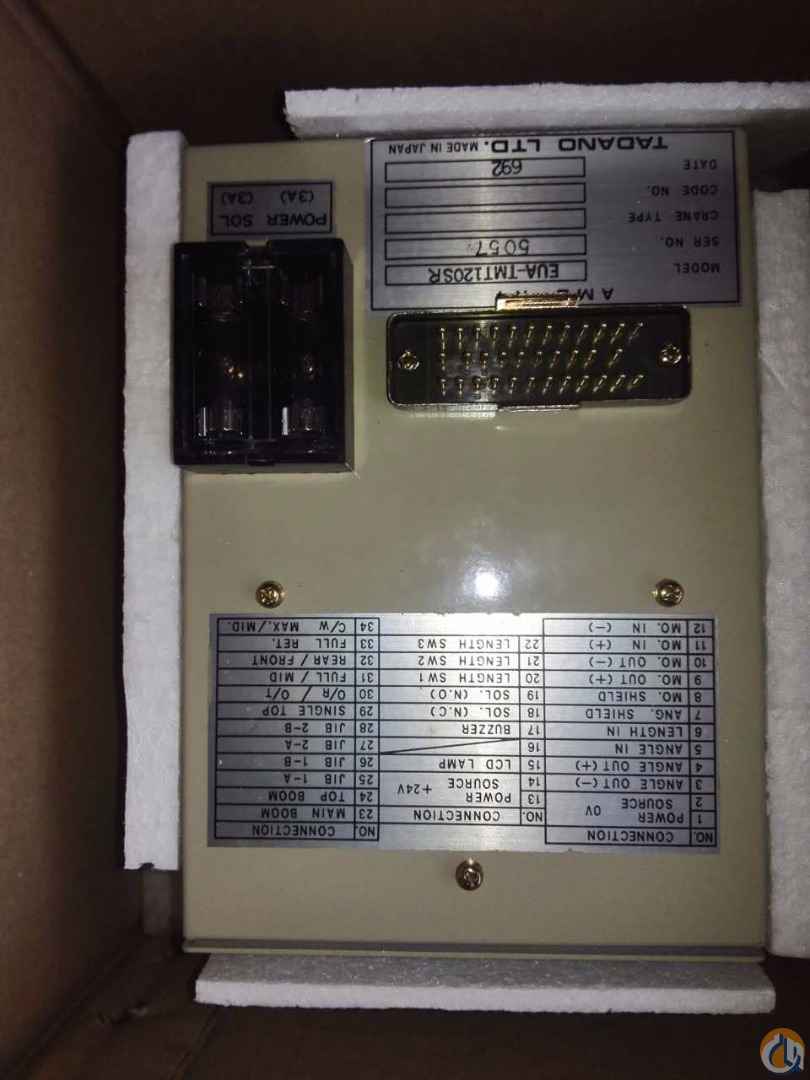 NO. CONNECTION
1 POWER
2 SOURCE 0V
3 ANGLE OUT (-)
4 ANGLE OUT (+)
5 ANGLE IN
6 LENGTH IN
7 ANG. SHIELD
8 MO. SHIELD
9 MO. OUT (+)
10 MO. OUT (-)
11 MO. IN (+)
12 MO. IN (-)
NO. CONNECTION
13 POWER
14 SOURCE +24V
15 LCD LAMP
16
17 BUZZER
18 SOL. (N.C)
19 SOL. (N.O)
20 LENGTH SW1
21 LENGTH SW2
22 LENGTH SW3
NO. CONNECTION
23 MAIN BOOM
24 TOP BOOM
25 JIB 1-A
26 JIB 1-B
27 JIB 2-A
28 JIB 2-B
29 SINGLE TOP
30 O/R / O/T
31 FULL / MID
32 REAR / FRONT
33 FULL RET.
34 C/W MAX./MID.
MODEL EUA-TMT120SR
SER NO. 5057
CRANE TYPE
CODE NO.
DATE 692
TADANO LTD. MADE IN JAPAN
POWER SOL
(3A) (3A)